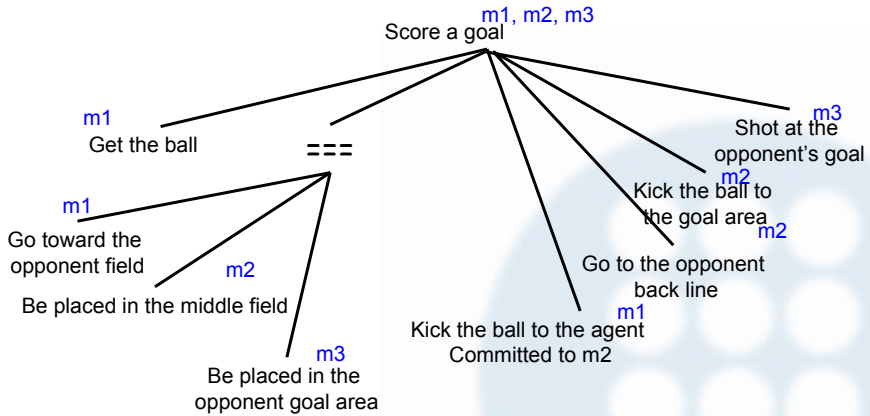 m1, m2, m3
Score a goal
m1
Get the ball
===
m3
Shot at the
opponent's goal
m2
Kick the ball to
the goal area
m1
Go toward the
opponent field
m2
Be placed in the middle field
m2
Go to the opponent
back line
m1
Kick the ball to the agent
Committed to m2
m3
Be placed in the
opponent goal area